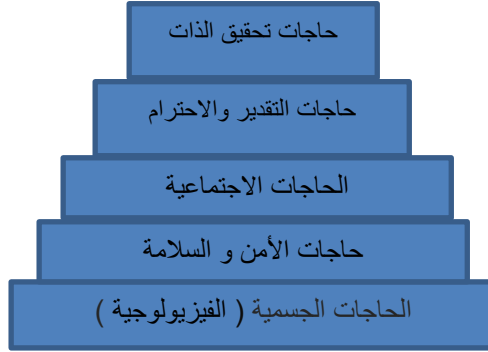 حاجات تحقيق الذات
حاجات التقدير والاحترام
الحاجات الاجتماعية
حاجات الأمن و السلامة
الحاجات الجسمية ( الفيزيولوجية )